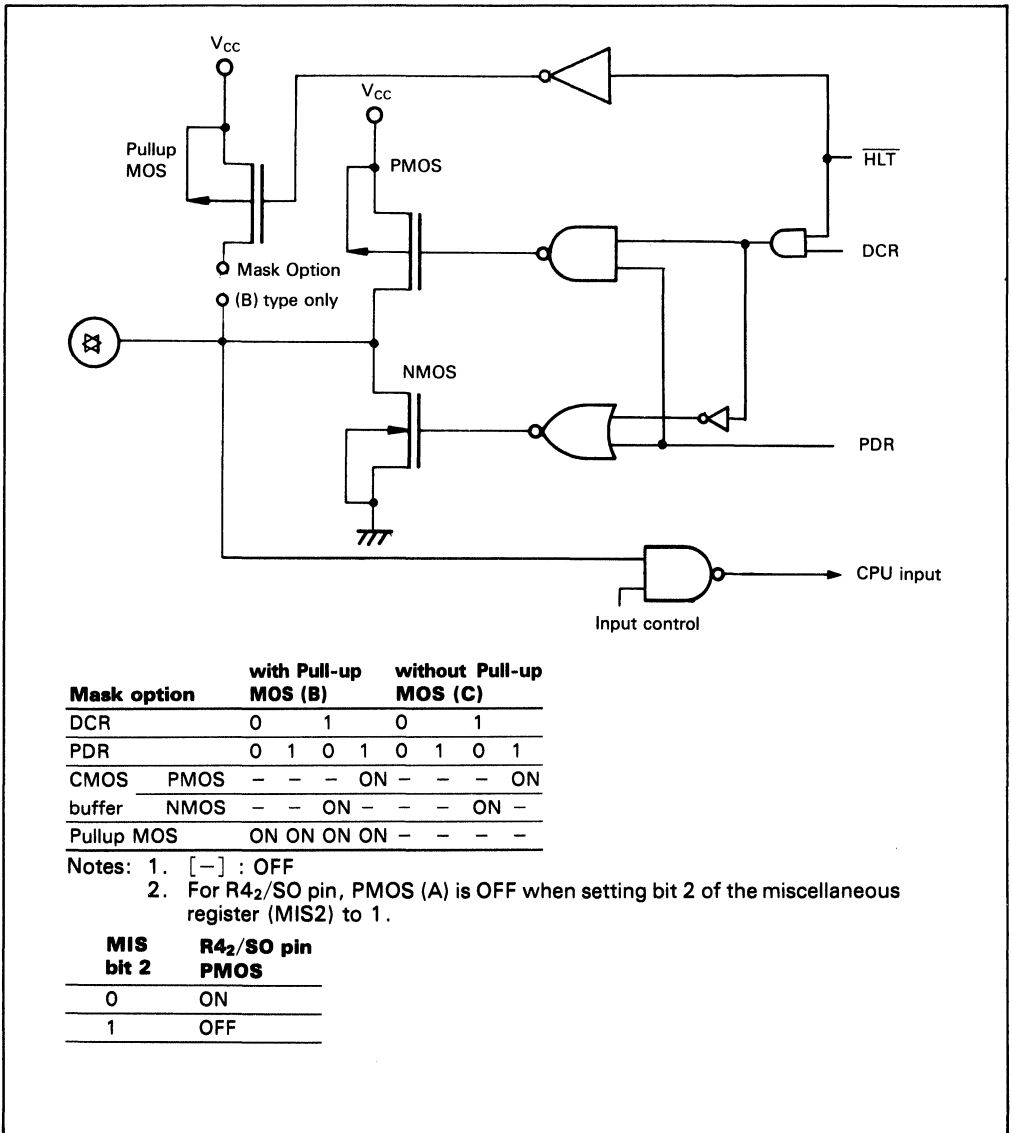 VCC
VCC
Pullup
MOS
PMOS
HLT
DCR
Mask Option
(B) type only
NMOS
PDR
CPU input
Input control
with Pull-up without Pull-up
Mask option MOS (B) MOS (C)
DCR 0 1 0 1
PDR 0 1 0 1 0 1 0 1
CMOS PMOS – – – ON – – – ON
buffer NMOS – – ON – – – ON –
Pullup MOS ON ON ON ON – – – –
Notes: 1. [−] : OFF
2. For R4₂/SO pin, PMOS (A) is OFF when setting bit 2 of the miscellaneous
register (MIS2) to 1.
MIS R4₂/SO pin
bit 2 PMOS
0 ON
1 OFF